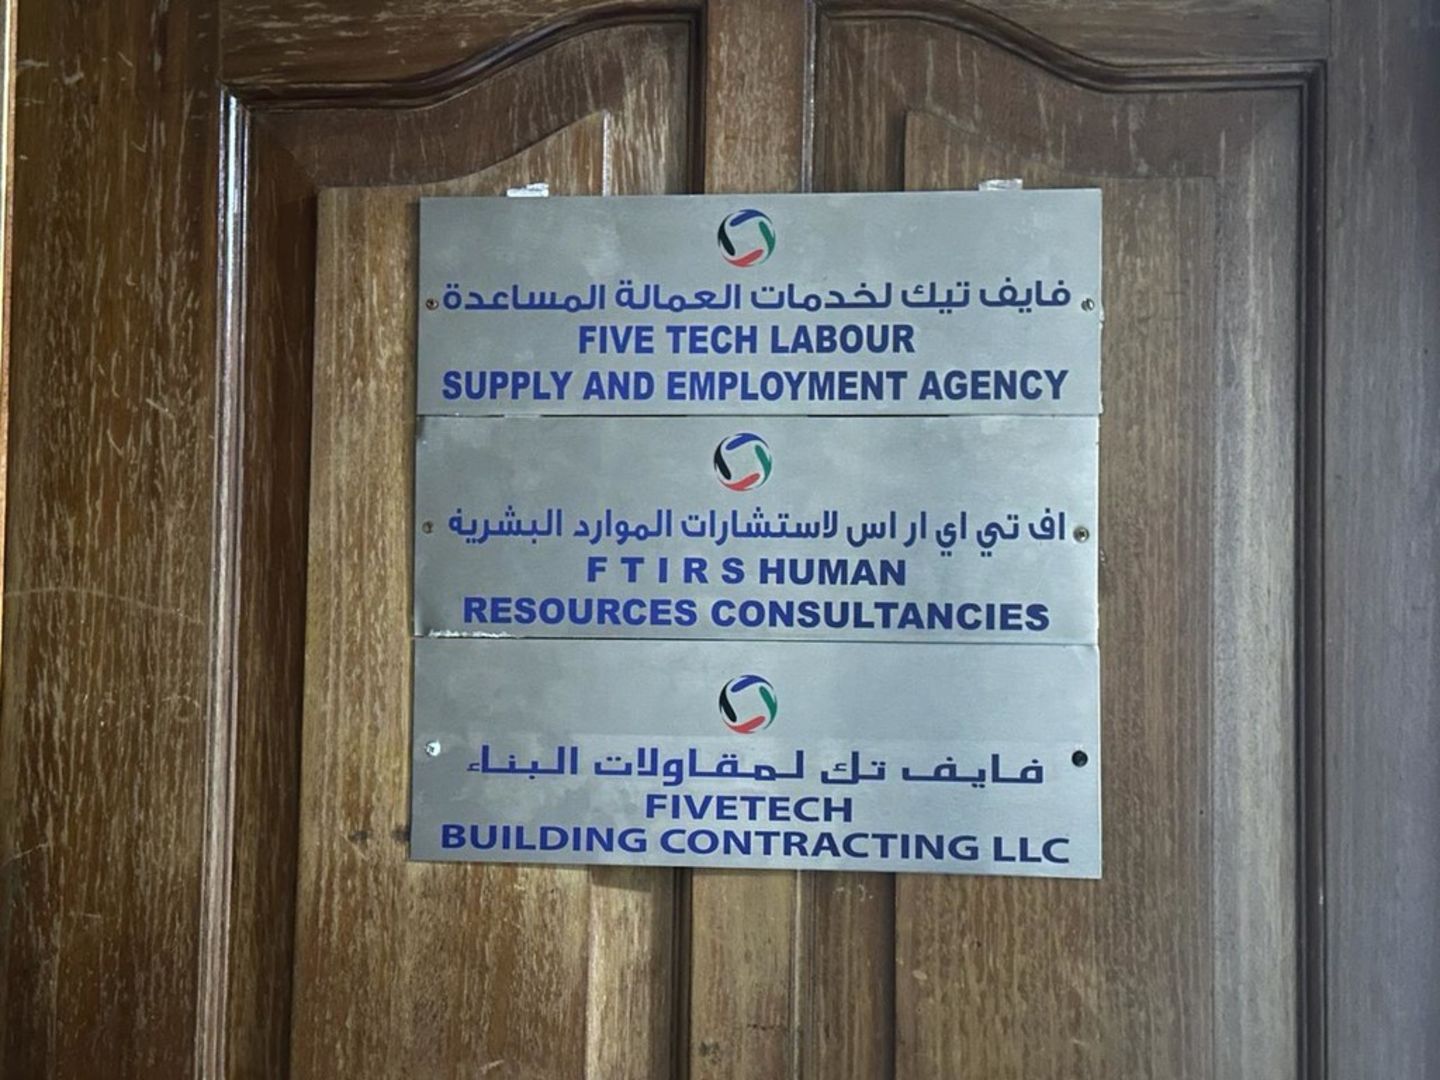 فايف تيك لخدمات العمالة المساعدة
FIVE TECH LABOUR
SUPPLY AND EMPLOYMENT AGENCY
اف تي اي ار اس لاستشارات الموارد البشرية
F T I R S HUMAN
RESOURCES CONSULTANCIES
فايف تك لمقاولات البناء
FIVETECH
BUILDING CONTRACTING LLC